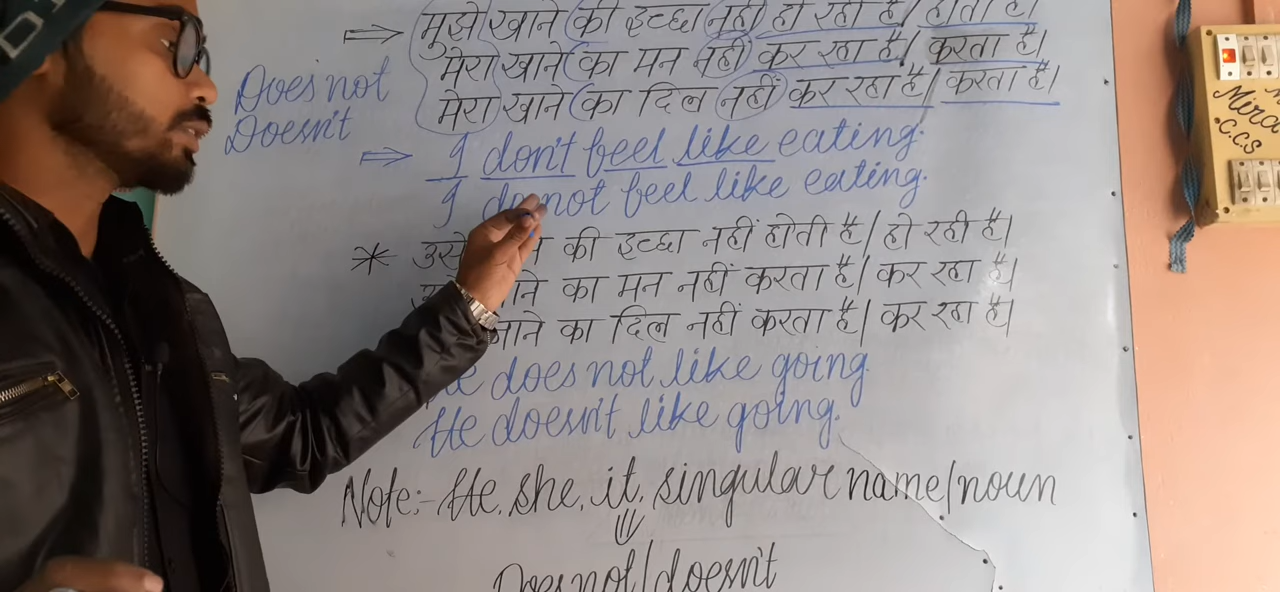 मुझे खाने की इच्छा नहीं हो रही है/ होता है।
मेरा खाने का मन नहीं कर रहा है/ करता है।
मेरा खाने का दिल नहीं कर रहा है/ करता है।
Does not
Doesn't
I don't feel like eating.
I do not feel like eating.
* उसे की इच्छा नहीं होती है/ हो रही है।
का मन नहीं करता है/ कर रहा है।
जाने का दिल नहीं करता है/ कर रहा है।
He does not like going.
He doesn't like going.
Note:- He, she, it, singular name/noun
Does not/doesn't
C.C.S